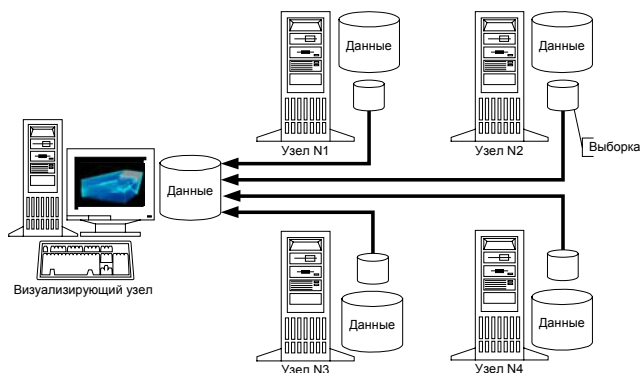 Данные
Данные
Выборка
Узел N1
Узел N2
Данные
Визуализирующий узел
Данные
Данные
Узел N3
Узел N4